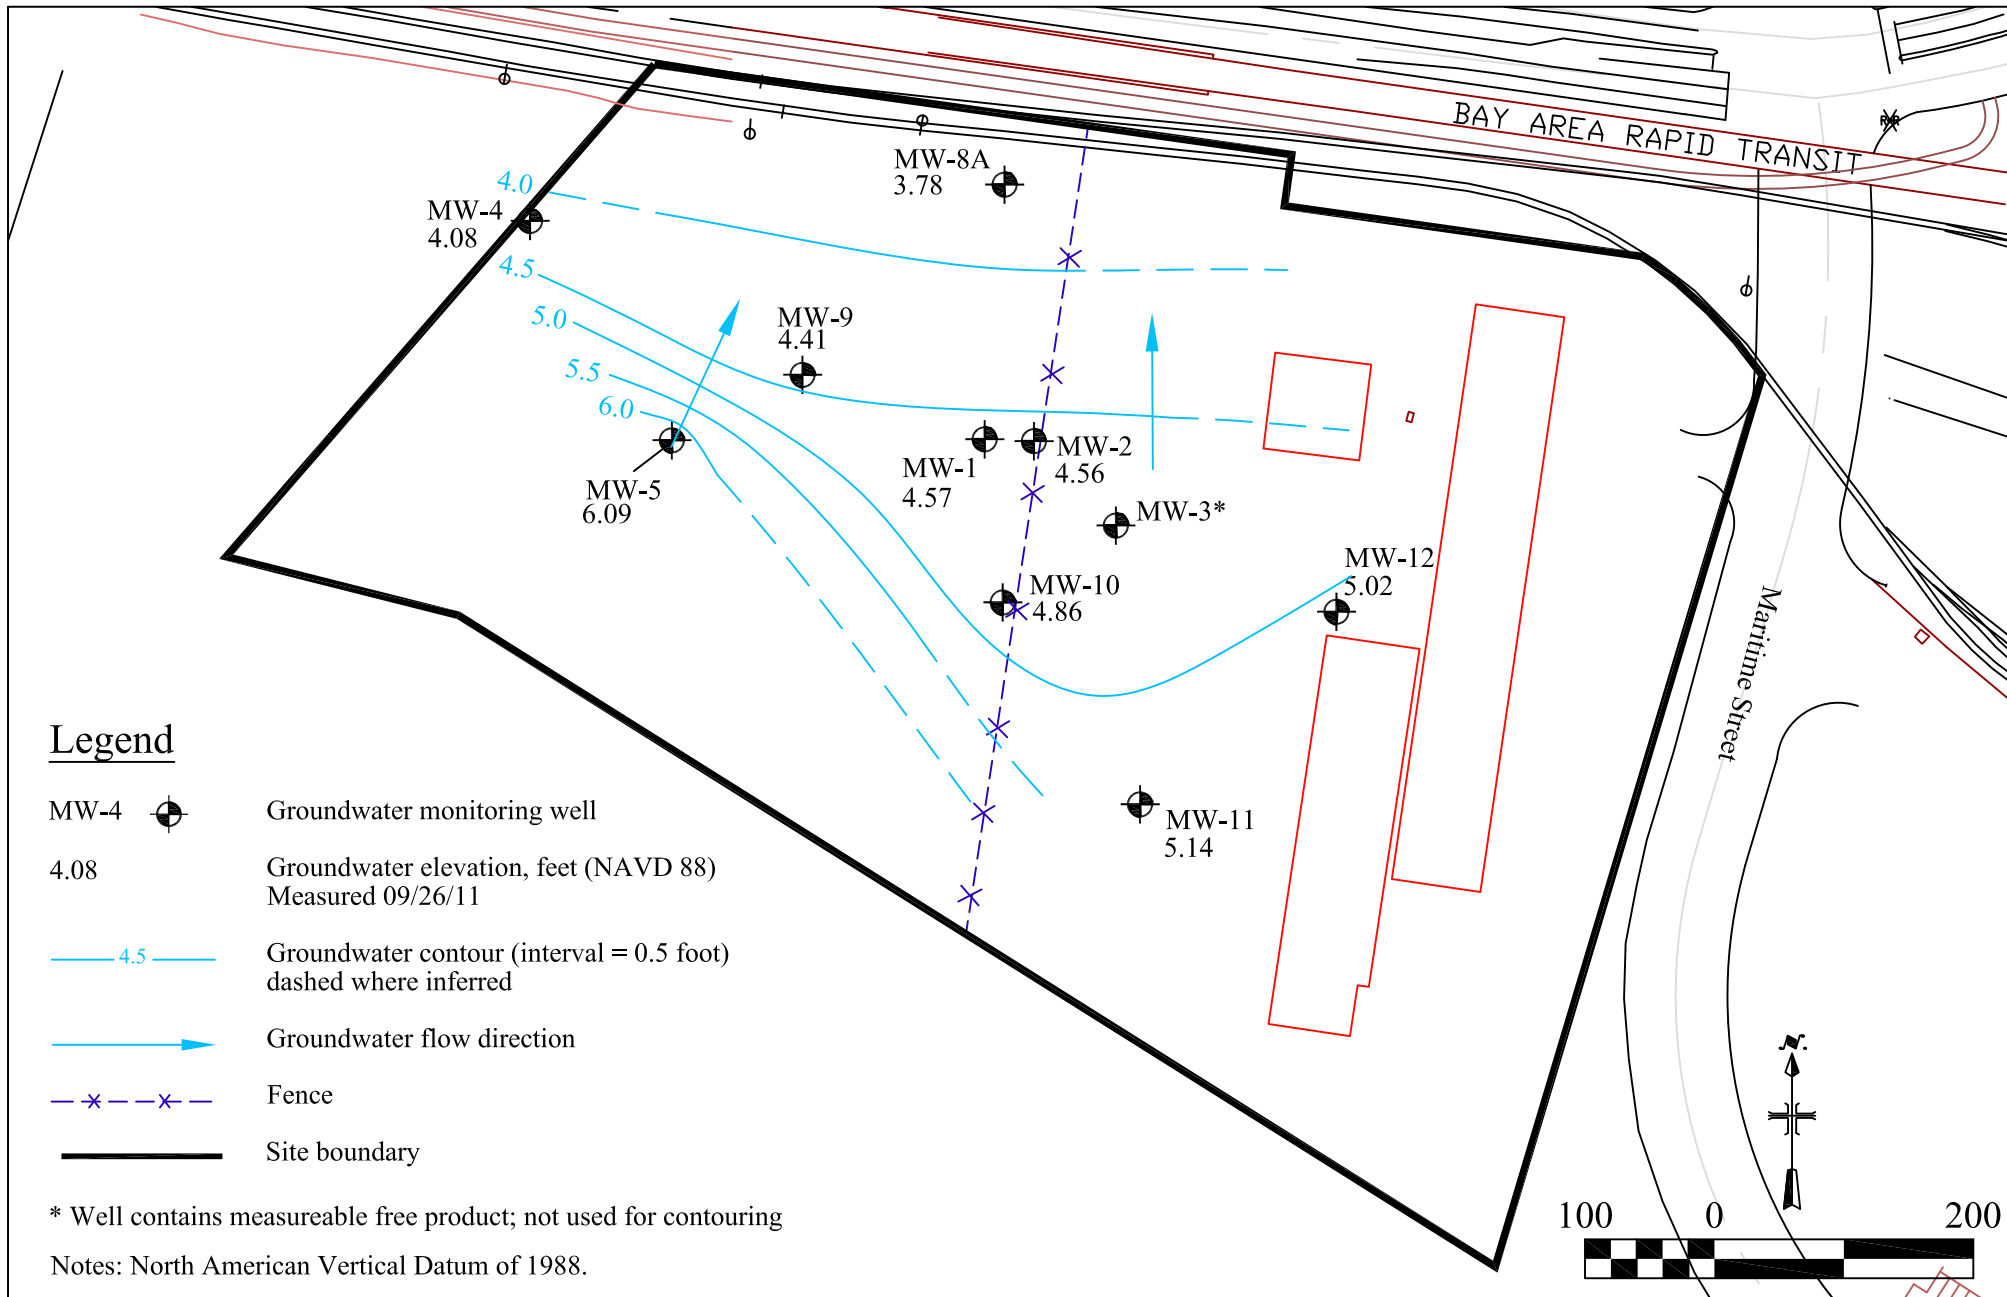 BAY AREA RAPID TRANSIT
RXR
MW-8A
3.78
4.0
MW-4
4.08
4.5
5.0
MW-9
4.41
5.5
6.0
MW-1
4.57
MW-2
4.56
MW-5
6.09
MW-3*
MW-12
5.02
MW-10
4.86
Maritime Street
MW-11
5.14
Legend
MW-4 Groundwater monitoring well
4.08 Groundwater elevation, feet (NAVD 88)
Measured 09/26/11
4.5 Groundwater contour (interval = 0.5 foot)
dashed where inferred
Groundwater flow direction
Fence
Site boundary
* Well contains measureable free product; not used for contouring
Notes: North American Vertical Datum of 1988.
N.
100 0 200